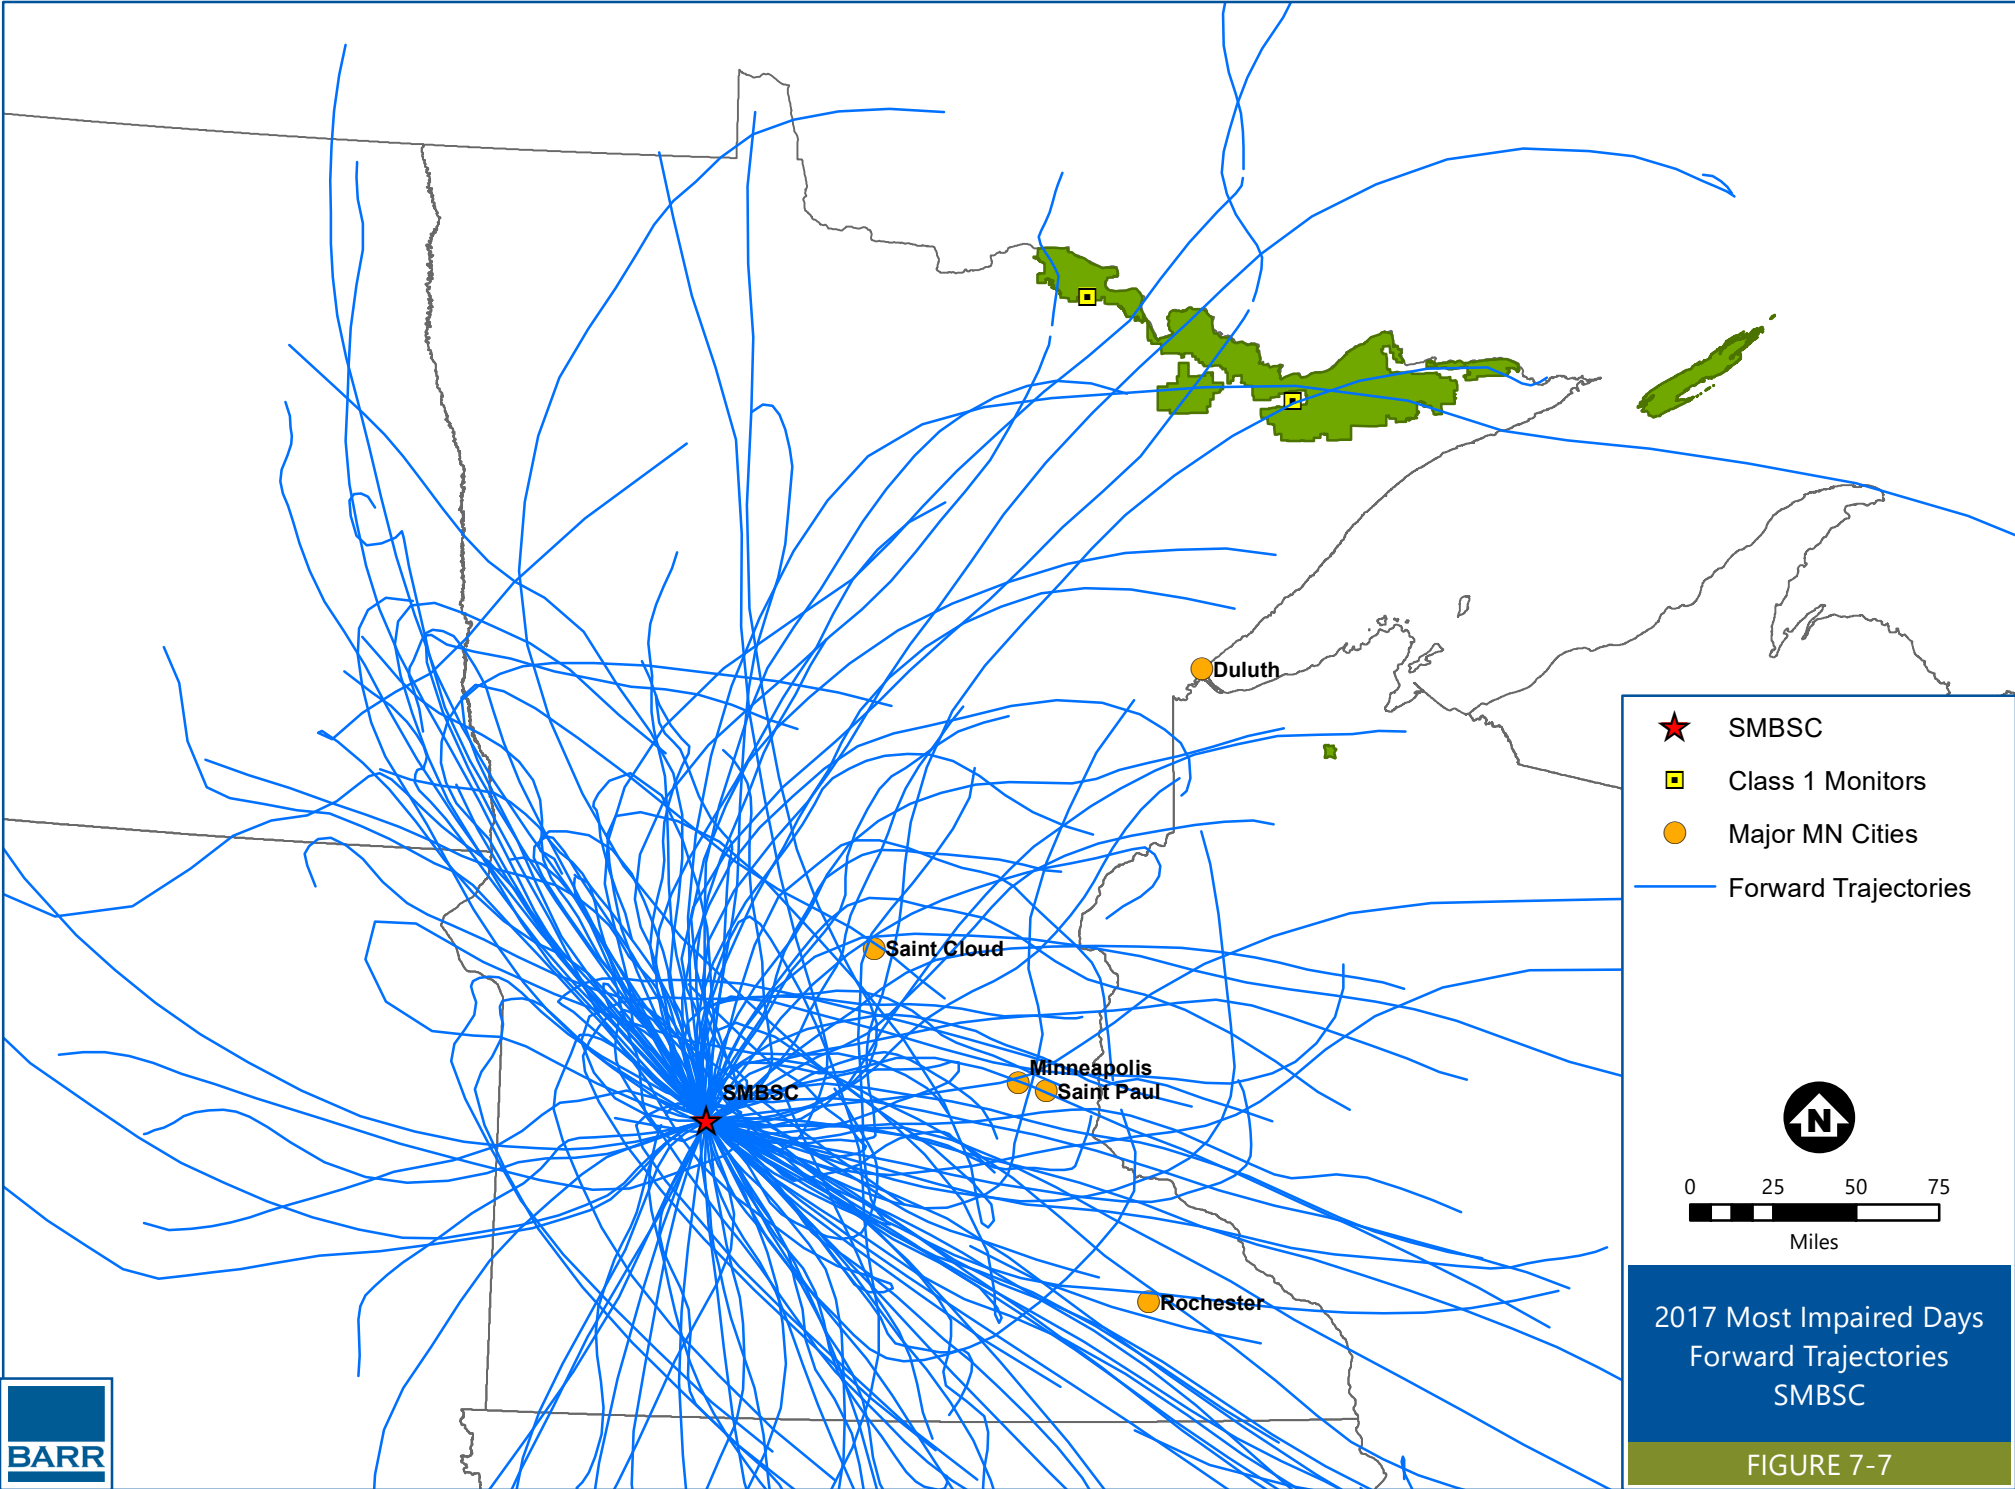 Duluth
Saint Cloud
Minneapolis
Saint Paul
SMBSC
Rochester
SMBSC
Class 1 Monitors
Major MN Cities
Forward Trajectories
N
0 25 50 75
Miles
2017 Most Impaired Days
Forward Trajectories
SMBSC
FIGURE 7-7
BARR